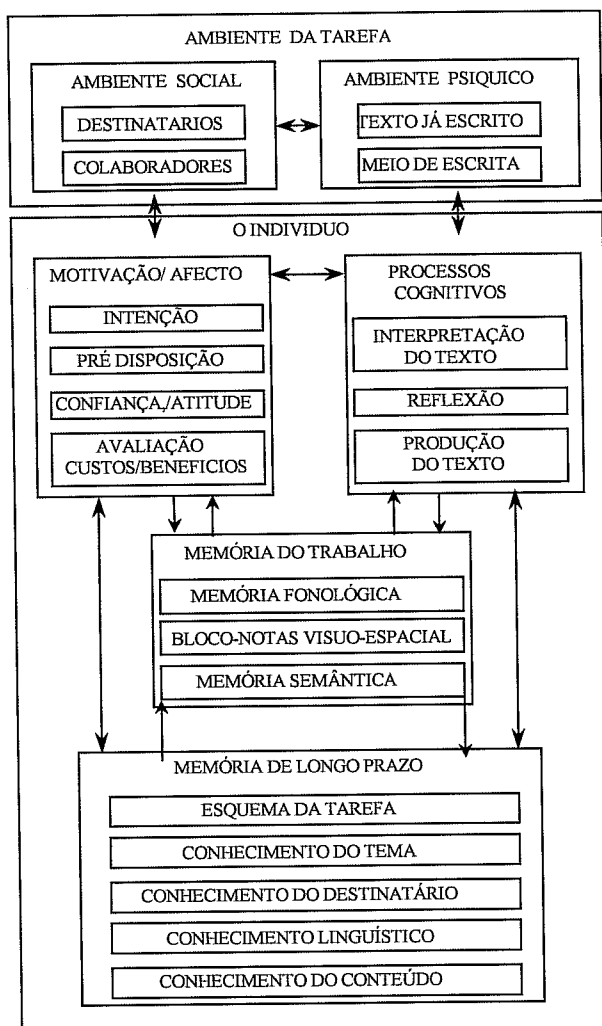 AMBIENTE DA TAREFA
AMBIENTE SOCIAL
DESTINATARIOS
COLABORADORES
AMBIENTE PSIQUICO
TEXTO JÁ ESCRITO
MEIO DE ESCRITA
O INDIVIDUO
MOTIVAÇÃO/ AFECTO
INTENÇÃO
PRÉ DISPOSIÇÃO
CONFIANÇA,/ATITUDE
AVALIAÇÃO
CUSTOS/BENEFICIOS
PROCESSOS
COGNITIVOS
INTERPRETAÇÃO
DO TEXTO
REFLEXÃO
PRODUÇÃO
DO TEXTO
MEMÓRIA DO TRABALHO
MEMÓRIA FONOLÓGICA
BLOCO-NOTAS VISUO-ESPACIAL
MEMÓRIA SEMÂNTICA
MEMÓRIA DE LONGO PRAZO
ESQUEMA DA TAREFA
CONHECIMENTO DO TEMA
CONHECIMENTO DO DESTINATÁRIO
CONHECIMENTO LINGUÍSTICO
CONHECIMENTO DO CONTEÚDO